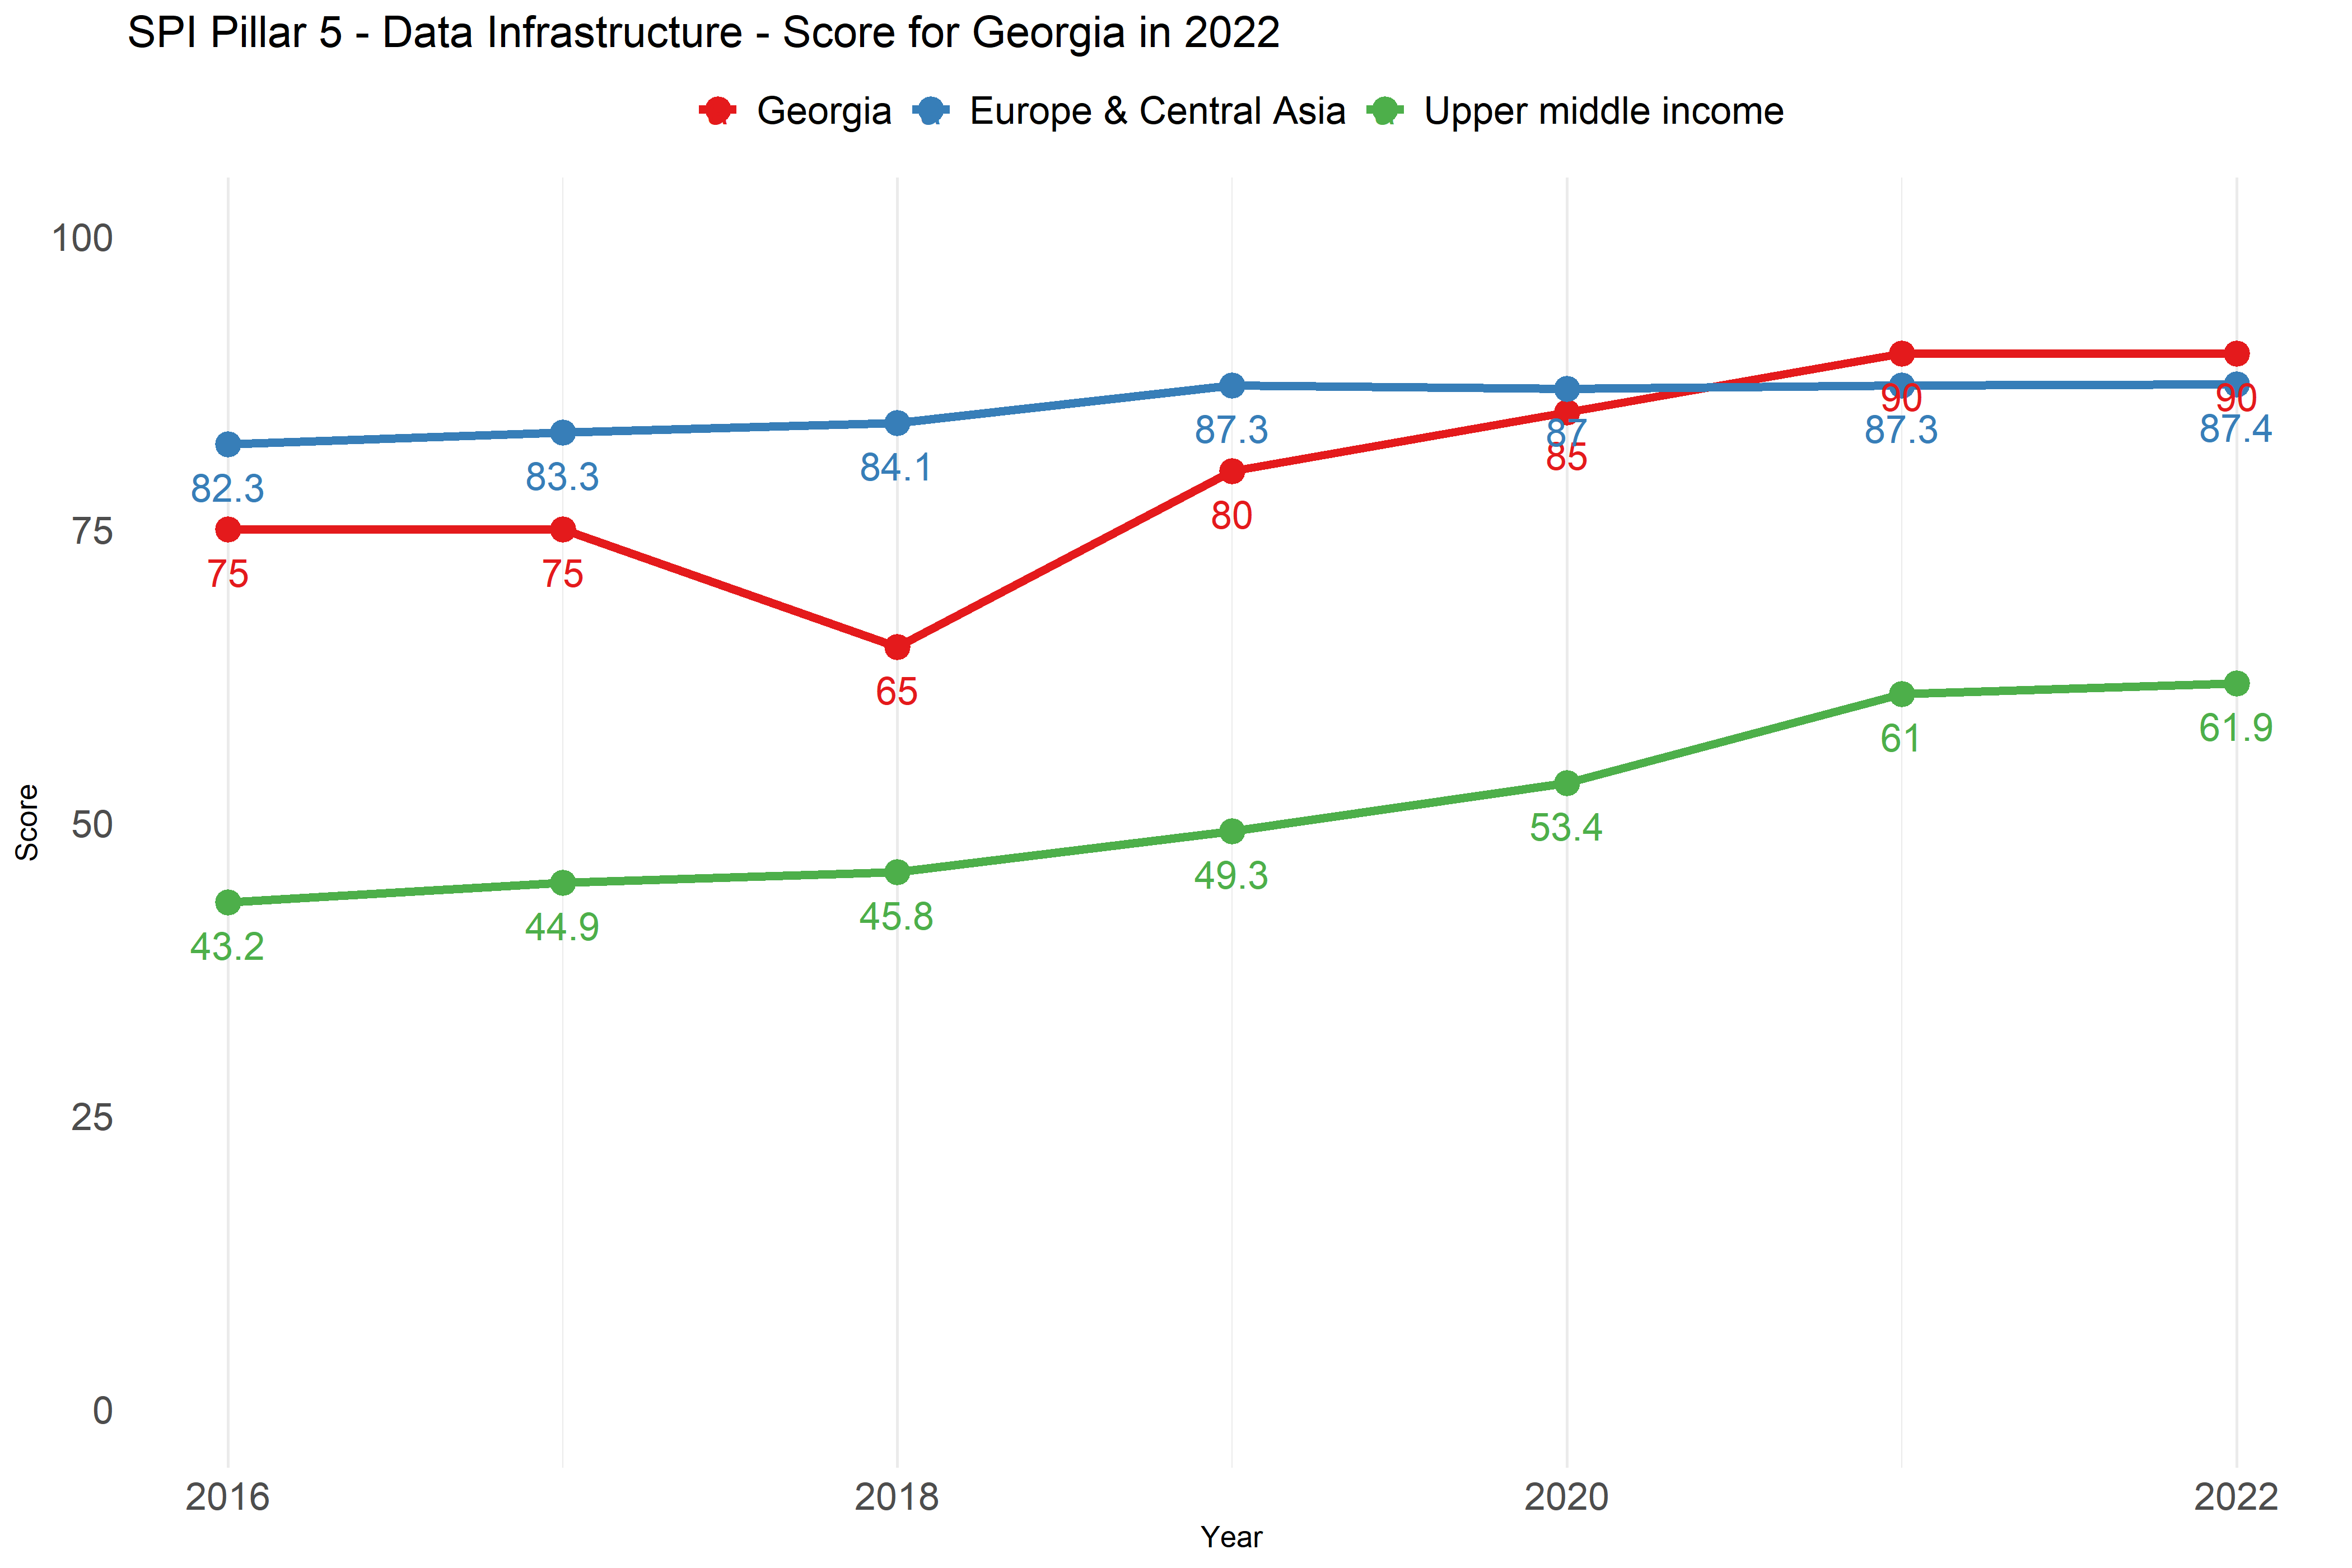 SPI Pillar 5 - Data Infrastructure - Score for Georgia in 2022
Georgia Europe & Central Asia Upper middle income
100
75
50
25
0
Score
82.3 83.3 84.1 87.3 87 87.3 87.4
75 75 65 80 85 90 90
43.2 44.9 45.8 49.3 53.4 61 61.9
2016 2018 2020 2022
Year